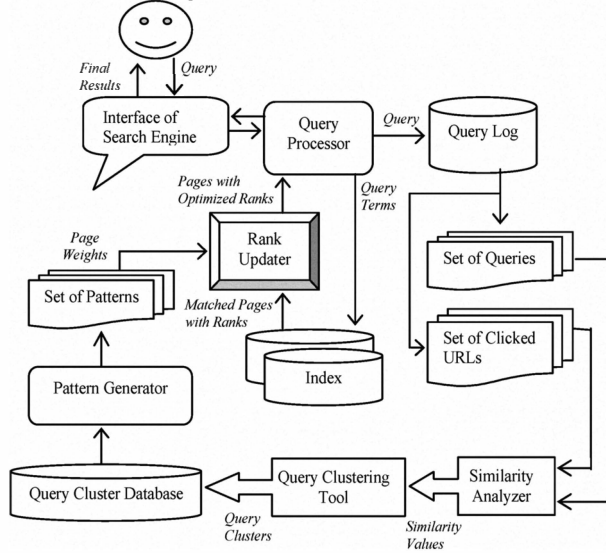 Final
Results
Query
Interface of
Search Engine
Query
Processor
Query
Query Log
Pages with
Optimized Ranks
Query
Terms
Page
Weights
Rank
Updater
Set of Queries
Set of Patterns
Matched Pages
with Ranks
Set of Clicked
URLs
Index
Pattern Generator
Query Cluster Database
Query Clustering
Tool
Similarity
Analyzer
Query
Clusters
Similarity
Values